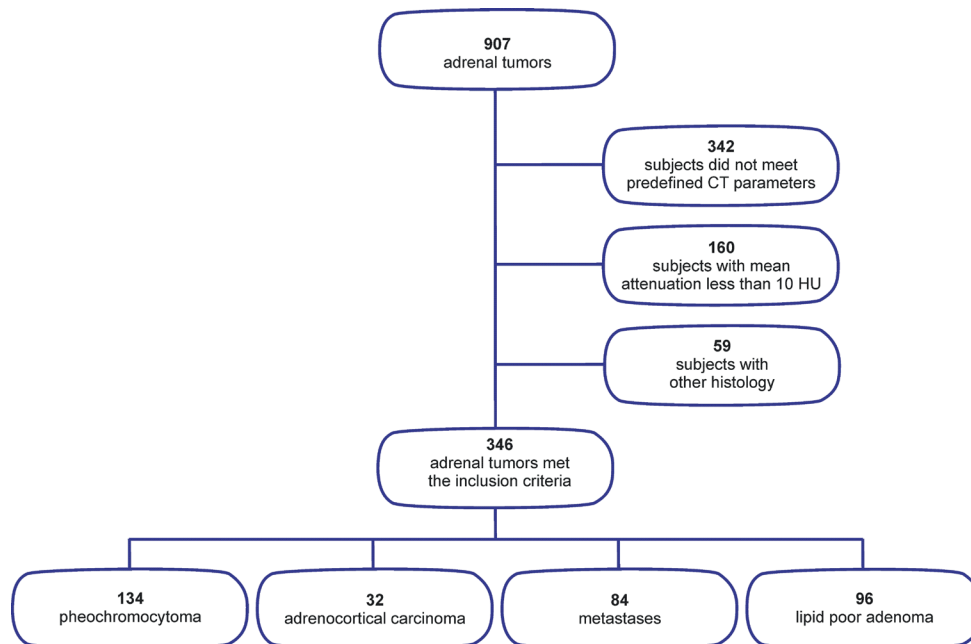 907
adrenal tumors
342
subjects did not meet
predefined CT parameters
160
subjects with mean
attenuation less than 10 HU
59
subjects with
other histology
346
adrenal tumors met
the inclusion criteria
134
pheochromocytoma
32
adrenocortical carcinoma
84
metastases
96
lipid poor adenoma